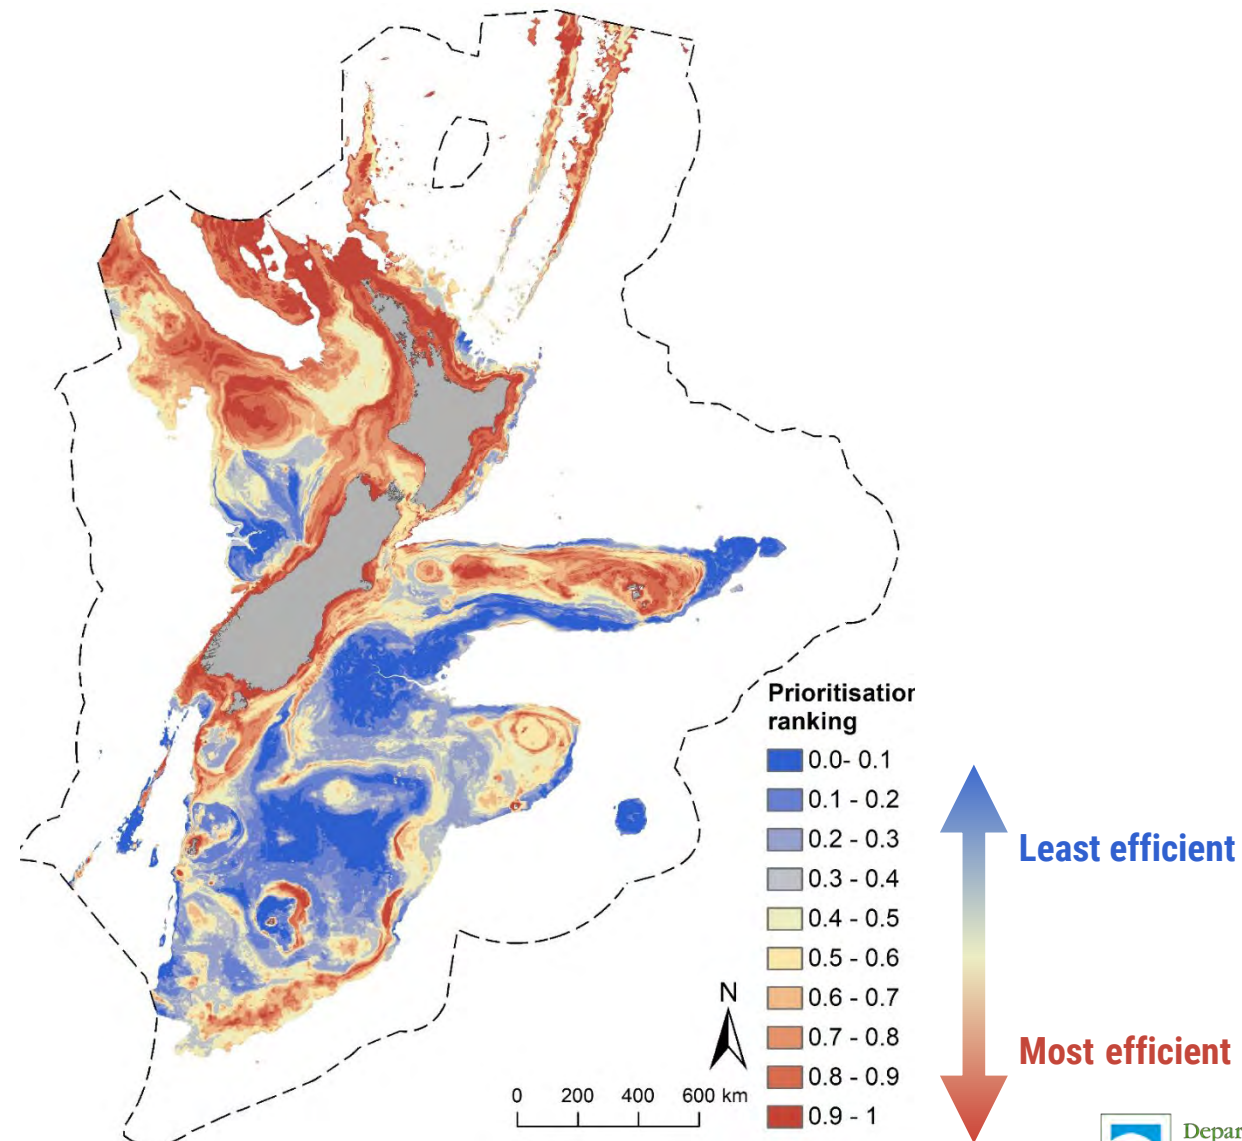 Prioritisation
ranking
0.0- 0.1
0.1 - 0.2
0.2 - 0.3
0.3 - 0.4
0.4 - 0.5
0.5 - 0.6
0.6 - 0.7
0.7 - 0.8
0.8 - 0.9
0.9 - 1
Least efficient
Most efficient
N
0 200 400 600 km
Depar